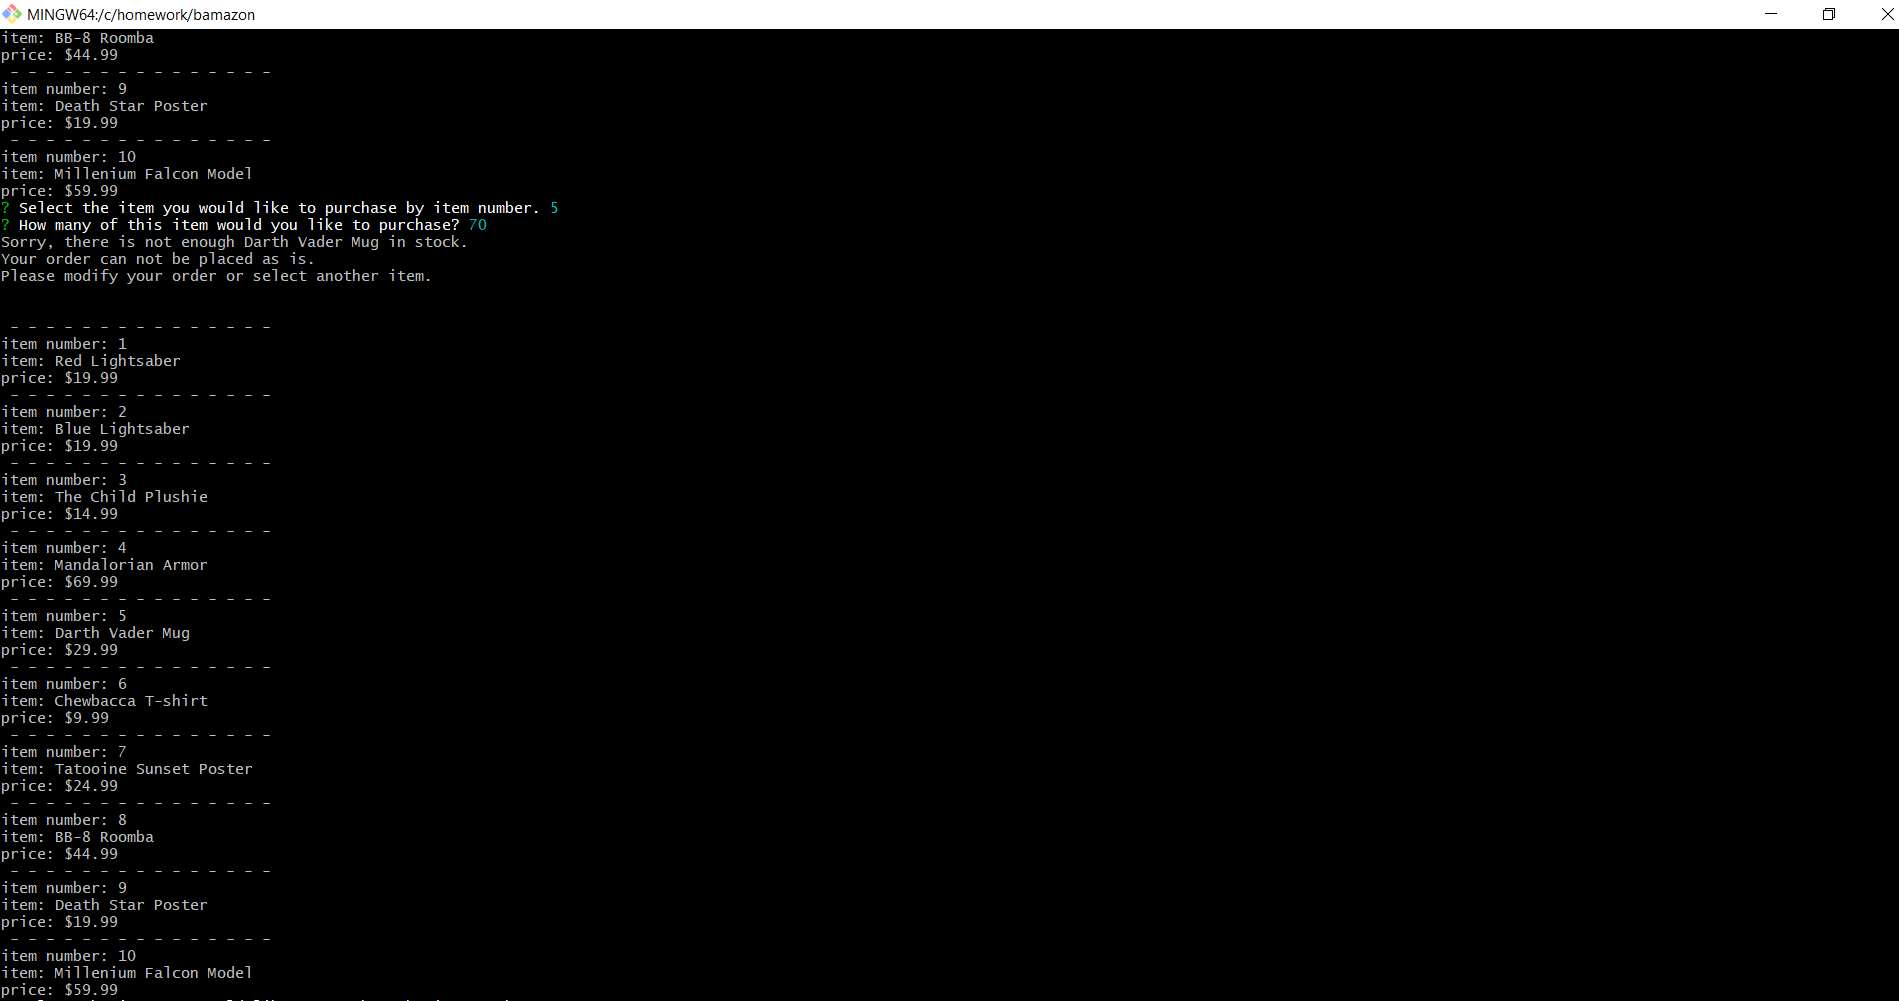 MINGW64:/c/homework/bamazon
item: BB-8 Roomba
price: $44.99
- - - - - - - - - - - - - - -
item number: 9
item: Death Star Poster
price: $19.99
- - - - - - - - - - - - - - -
item number: 10
item: Millenium Falcon Model
price: $59.99
? Select the item you would like to purchase by item number. 5
? How many of this item would you like to purchase? 70
Sorry, there is not enough Darth Vader Mug in stock.
Your order can not be placed as is.
Please modify your order or select another item.
- - - - - - - - - - - - - - -
item number: 1
item: Red Lightsaber
price: $19.99
- - - - - - - - - - - - - - -
item number: 2
item: Blue Lightsaber
price: $19.99
- - - - - - - - - - - - - - -
item number: 3
item: The Child Plushie
price: $14.99
- - - - - - - - - - - - - - -
item number: 4
item: Mandalorian Armor
price: $69.99
- - - - - - - - - - - - - - -
item number: 5
item: Darth Vader Mug
price: $29.99
- - - - - - - - - - - - - - -
item number: 6
item: Chewbacca T-shirt
price: $9.99
- - - - - - - - - - - - - - -
item number: 7
item: Tatooine Sunset Poster
price: $24.99
- - - - - - - - - - - - - - -
item number: 8
item: BB-8 Roomba
price: $44.99
- - - - - - - - - - - - - - -
item number: 9
item: Death Star Poster
price: $19.99
- - - - - - - - - - - - - - -
item number: 10
item: Millenium Falcon Model
price: $59.99